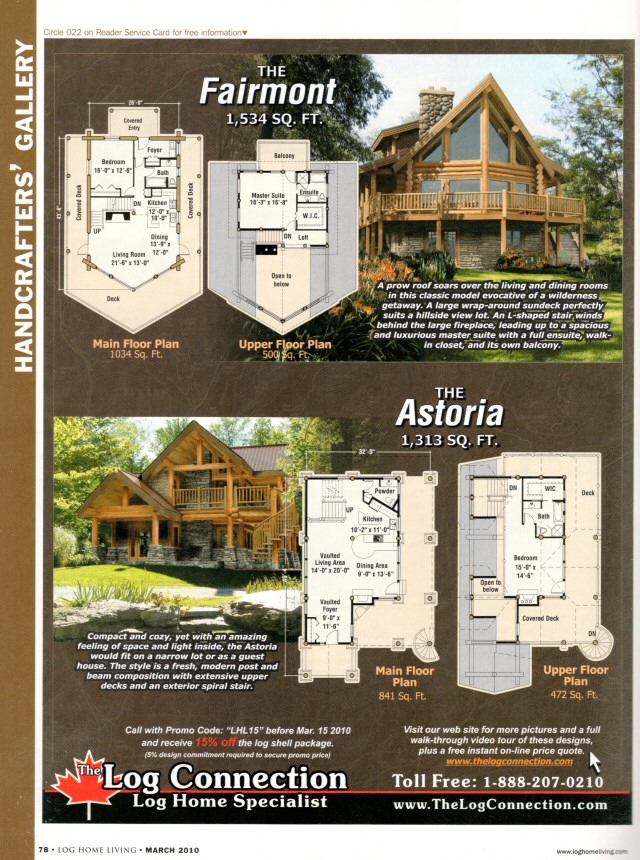 Circle 022 on Reader Service Card for free information▼
HANDCRAFTERS' GALLERY
THE
Fairmont
1,534 SQ. FT.
26'-0"
Covered
Entry
Foyer
Bedroom
16'-0" x 12'-6"
Bath
Kitchen
12'-0" x
10'-0"
Covered Deck
Covered Deck
DN
UP
Dining
13'-0" x
12'-0"
Living Room
21'-6" x 13'-0"
Deck
Main Floor Plan
1034 Sq. Ft.
Balcony
Master Suite
16'-3" x 16'-8"
Ensuite
W.I.C.
DN
Loft
Open to
below
Upper Floor Plan
500 Sq. Ft.
A prow roof soars over the living and dining rooms
in this classic model evocative of a wilderness
getaway. A large wrap-around sundeck perfectly
suits a hillside view lot. An L-shaped stair winds
behind the large fireplace, leading up to a spacious
and luxurious master suite with a full ensuite, walk-
in closet, and its own balcony.
THE
Astoria
1,313 SQ. FT.
32'-0"
Powder
UP
Kitchen
10'-2" x 11'-0"
Vaulted
Living Area
14'-0" x 20'-0"
Dining Area
9'-0" x 13'-6"
Vaulted
Foyer
9'-0" x
11'-6"
Main Floor
Plan
841 Sq. Ft.
DN
WIC
Deck
Bath
Bedroom
15'-0" x
14'-6"
Open to
below
Covered Deck
DN
Upper Floor
Plan
472 Sq. Ft.
Compact and cozy, yet with an amazing
feeling of space and light inside, the Astoria
would fit on a narrow lot or as a guest
house. The style is a fresh, modern post and
beam composition with extensive upper
decks and an exterior spiral stair.
Call with Promo Code: "LHL15" before Mar. 15 2010
and receive 15% off the log shell package.
(5% design commitment required to secure promo price)
Visit our web site for more pictures and a full
walk-through video tour of these designs,
plus a free instant on-line price quote.
www.thelogconnection.com
The Log Connection
Log Home Specialist
Toll Free: 1-888-207-0210
www.TheLogConnection.com
78 • LOG HOME LIVING • MARCH 2010
www.loghomeliving.com